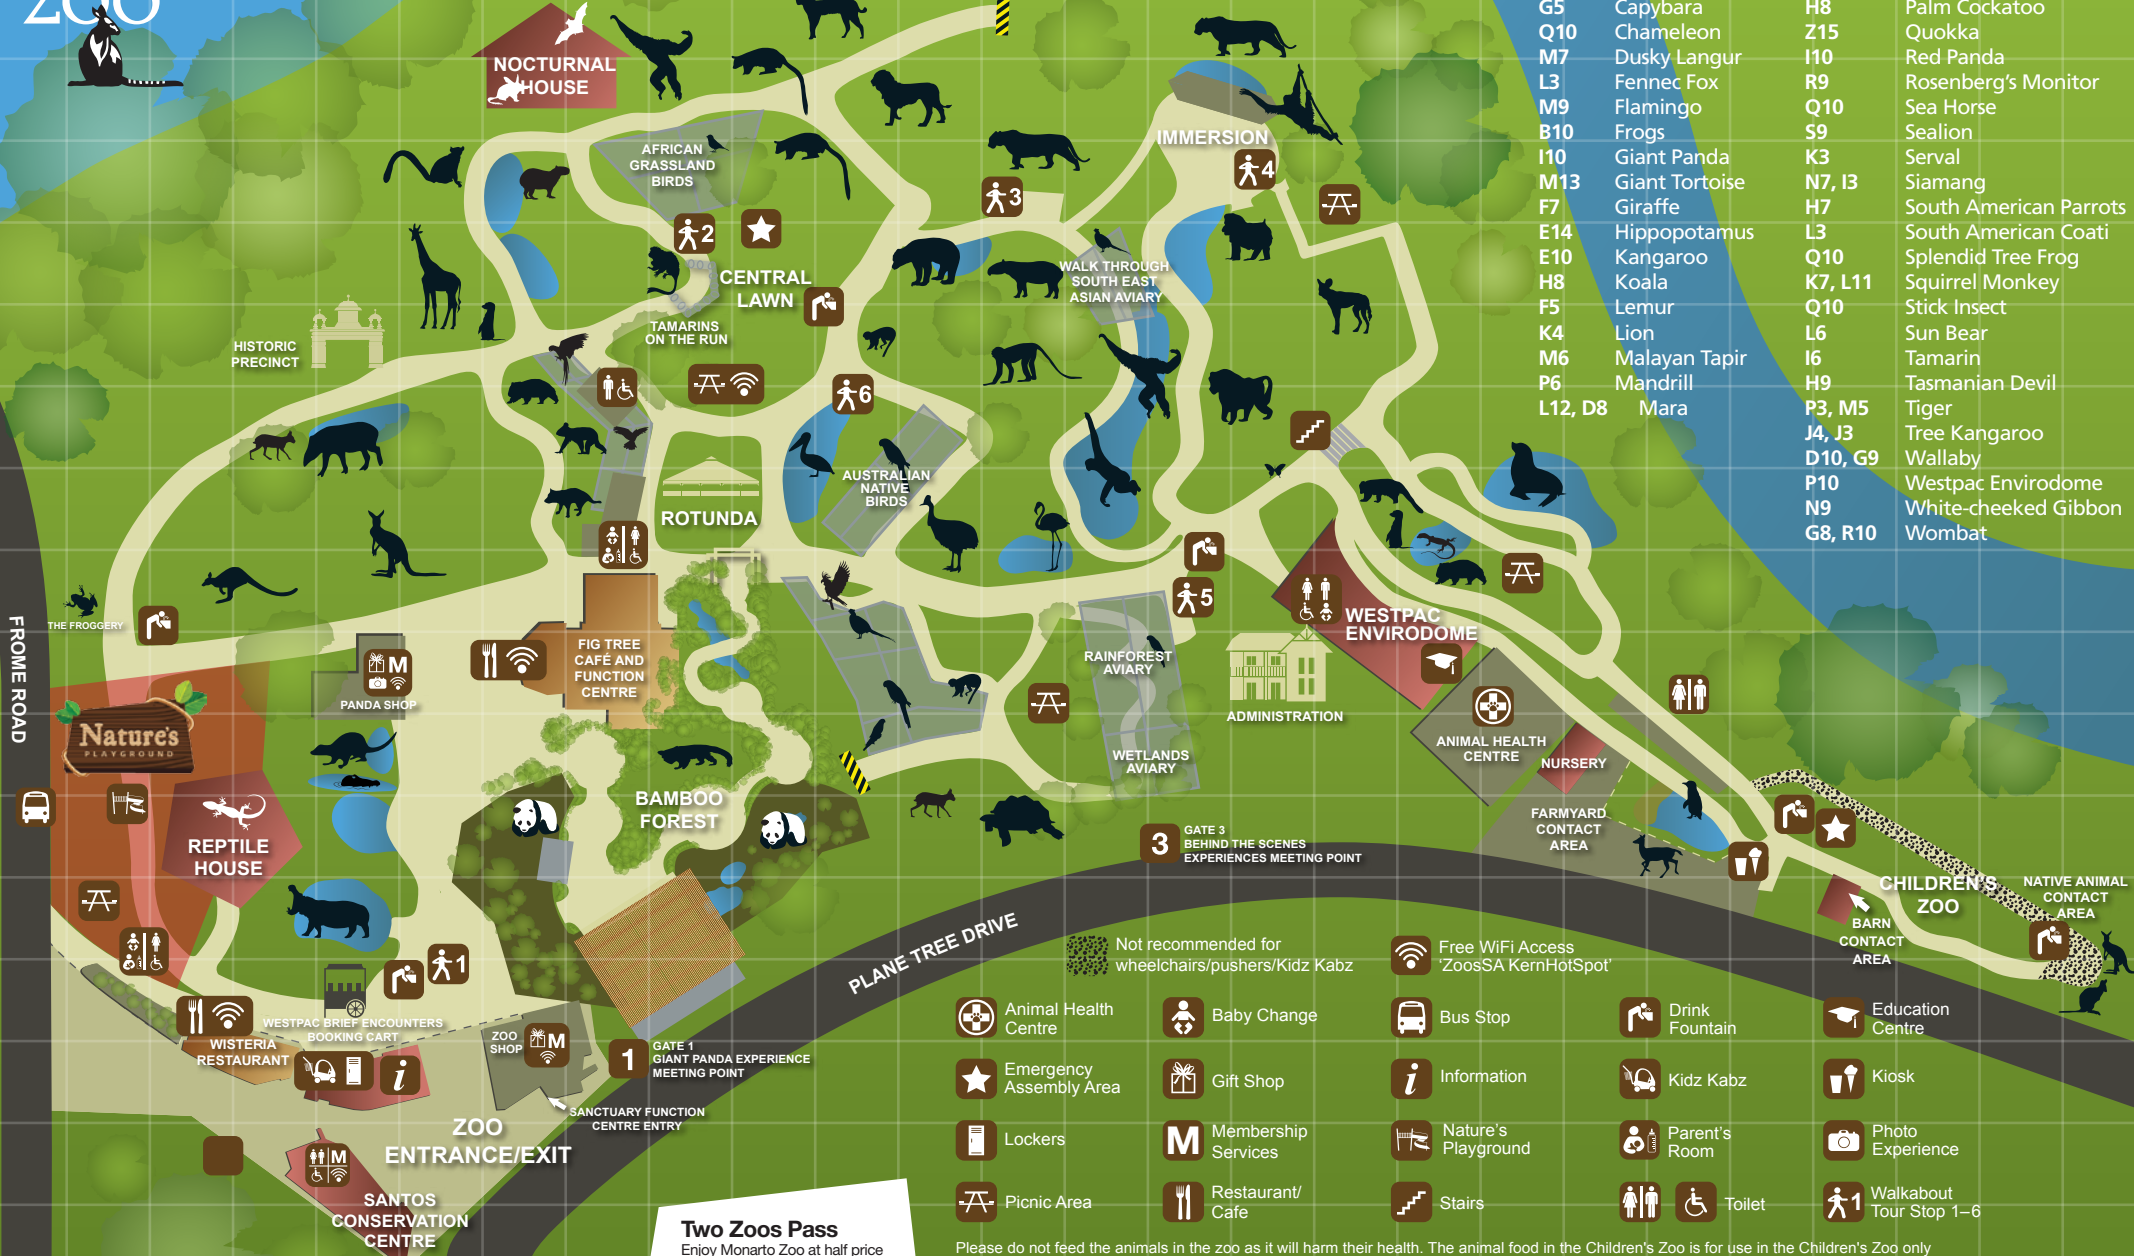 ZOO
NOCTURNAL
HOUSE
AFRICAN
GRASSLAND
BIRDS
IMMERSION
4
3
2
CENTRAL
LAWN
WALK THROUGH
SOUTH EAST
ASIAN AVIARY
TAMARINS
ON THE RUN
HISTORIC
PRECINCT
6
AUSTRALIAN
NATIVE
BIRDS
ROTUNDA
5
WESTPAC
ENVIRODOME
THE FROGGERY
FROME ROAD
FIG TREE
CAFÉ AND
FUNCTION
CENTRE
M
PANDA SHOP
RAINFOREST
AVIARY
ADMINISTRATION
Nature's
PLAYGROUND
WETLANDS
AVIARY
ANIMAL HEALTH
CENTRE
NURSERY
BAMBOO
FOREST
REPTILE
HOUSE
FARMYARD
CONTACT
AREA
3
GATE 3
BEHIND THE SCENES
EXPERIENCES MEETING POINT
CHILDREN'S
ZOO
NATIVE ANIMAL
CONTACT
AREA
BARN
CONTACT
AREA
PLANE TREE DRIVE
1
WESTPAC BRIEF ENCOUNTERS
BOOKING CART
WISTERIA
RESTAURANT
ZOO
SHOP
M
i
1
GATE 1
GIANT PANDA EXPERIENCE
MEETING POINT
SANCTUARY FUNCTION
CENTRE ENTRY
ZOO
ENTRANCE/EXIT
M
SANTOS
CONSERVATION
CENTRE
G5 Capybara
Q10 Chameleon
M7 Dusky Langur
L3 Fennec Fox
M9 Flamingo
B10 Frogs
I10 Giant Panda
M13 Giant Tortoise
F7 Giraffe
E14 Hippopotamus
E10 Kangaroo
H8 Koala
F5 Lemur
K4 Lion
M6 Malayan Tapir
P6 Mandrill
L12, D8 Mara
H8 Palm Cockatoo
Z15 Quokka
I10 Red Panda
R9 Rosenberg's Monitor
Q10 Sea Horse
S9 Sealion
K3 Serval
N7, I3 Siamang
H7 South American Parrots
L3 South American Coati
Q10 Splendid Tree Frog
K7, L11 Squirrel Monkey
Q10 Stick Insect
L6 Sun Bear
I6 Tamarin
H9 Tasmanian Devil
P3, M5 Tiger
J4, J3 Tree Kangaroo
D10, G9 Wallaby
P10 Westpac Envirodome
N9 White-cheeked Gibbon
G8, R10 Wombat
Not recommended for
wheelchairs/pushers/Kidz Kabz
Free WiFi Access
'ZoosSA KernHotSpot'
Animal Health
Centre
Baby Change
Bus Stop
Drink
Fountain
Education
Centre
Emergency
Assembly Area
Gift Shop
i Information
Kidz Kabz
Kiosk
Lockers
M Membership
Services
Nature's
Playground
Parent's
Room
Photo
Experience
Picnic Area
Restaurant/
Cafe
Stairs
Toilet
1 Walkabout
Tour Stop 1–6
Two Zoos Pass
Enjoy Monarto Zoo at half price
Please do not feed the animals in the zoo as it will harm their health. The animal food in the Children's Zoo is for use in the Children's Zoo only